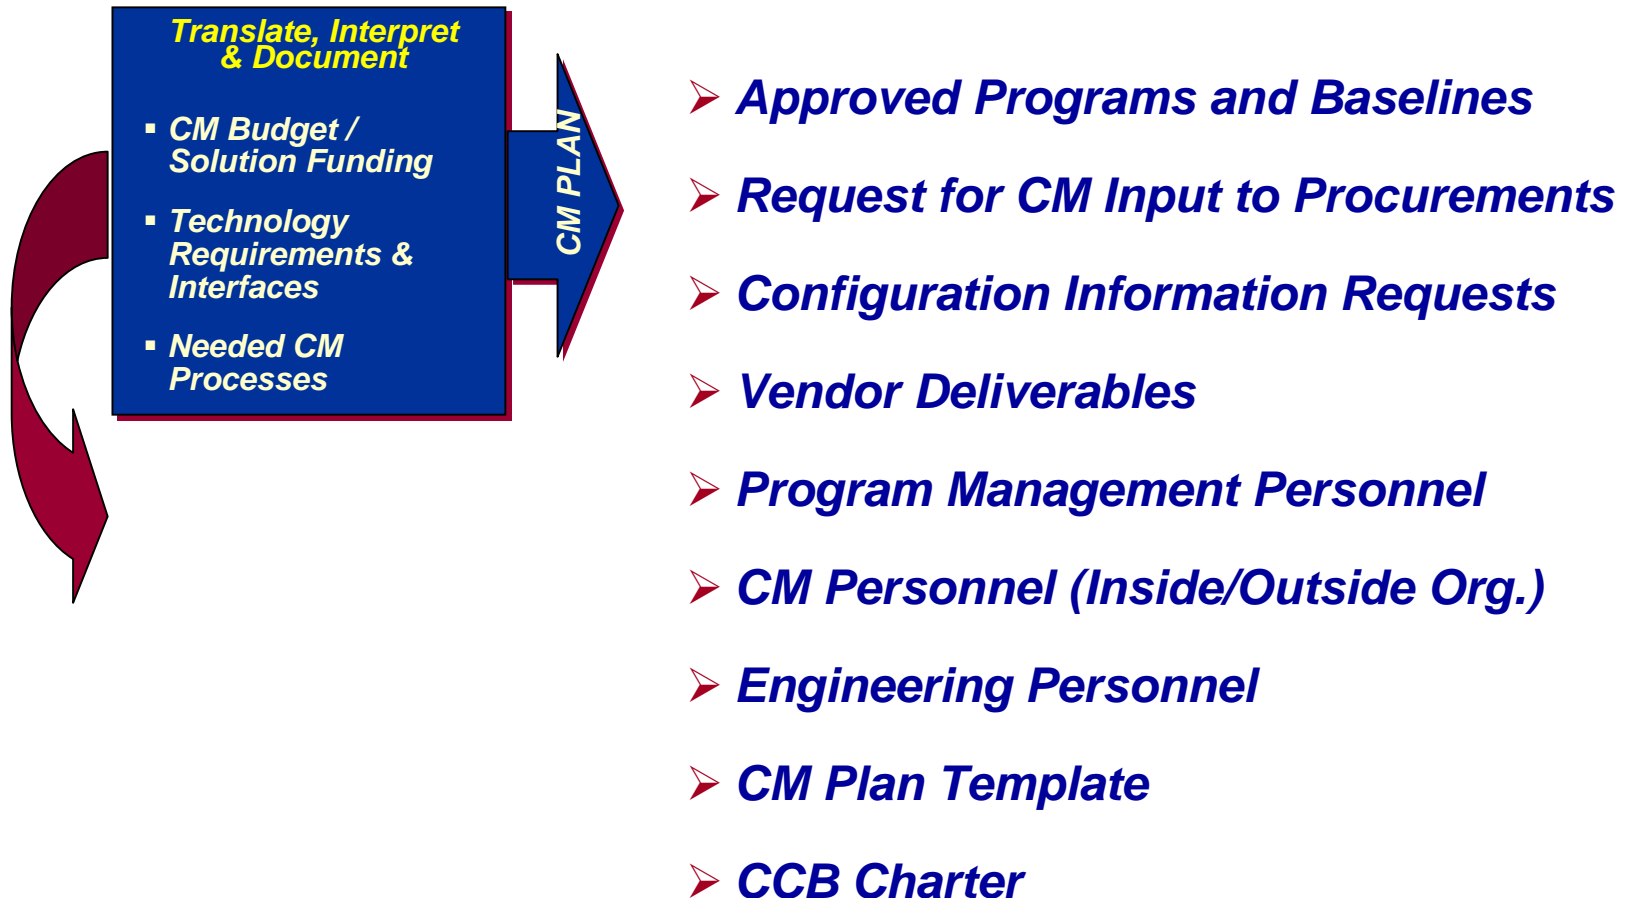 Translate, Interpret
& Document
▪ CM Budget /
Solution Funding
▪ Technology
Requirements &
Interfaces
▪ Needed CM
Processes
CM PLAN
➢ Approved Programs and Baselines
➢ Request for CM Input to Procurements
➢ Configuration Information Requests
➢ Vendor Deliverables
➢ Program Management Personnel
➢ CM Personnel (Inside/Outside Org.)
➢ Engineering Personnel
➢ CM Plan Template
➢ CCB Charter